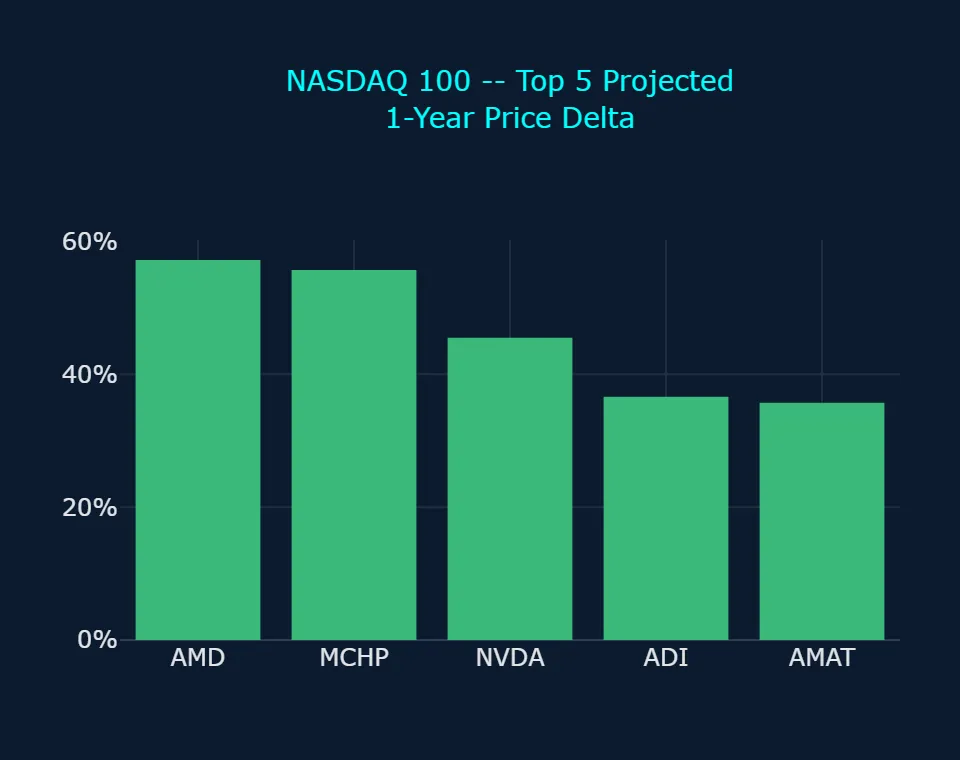 NASDAQ 100 -- Top 5 Projected
1-Year Price Delta
60%
40%
20%
0%
AMD MCHP NVDA ADI AMAT